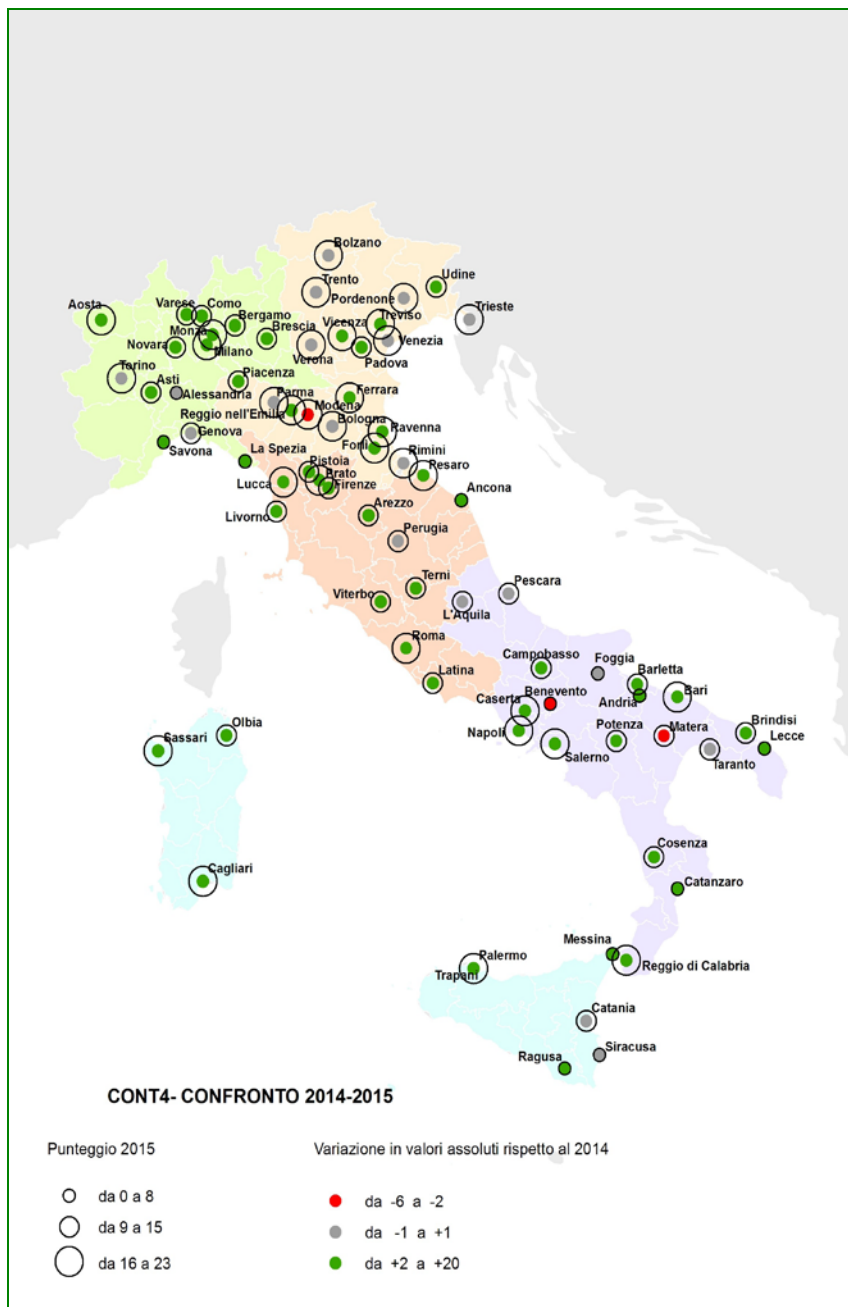 Bolzano
Trento
Udine
Pordenone
Aosta
Varese
Como
Trieste
Bergamo
Treviso
Vicenza
Monza
Brescia
Venezia
Novara
Milano
Verona
Padova
Torino
Piacenza
Asti
Ferrara
Alessandria
Parma
Modena
Reggio nell'Emilia
Bologna
Ravenna
Genova
Forlì
Savona
La Spezia
Rimini
Pistoia
Pesaro
Prato
Lucca
Firenze
Ancona
Arezzo
Livorno
Perugia
Terni
Pescara
Viterbo
L'Aquila
Roma
Campobasso
Foggia
Barletta
Latina
Benevento
Caserta
Andria
Bari
Olbia
Potenza
Brindisi
Sassari
Napoli
Matera
Lecce
Salerno
Taranto
Cosenza
Cagliari
Catanzaro
Messina
Palermo
Reggio di Calabria
Trapani
Catania
Siracusa
Ragusa
CONT4- CONFRONTO 2014-2015
Punteggio 2015
da 0 a 8
da 9 a 15
da 16 a 23
Variazione in valori assoluti rispetto al 2014
da -6 a -2
da -1 a +1
da +2 a +20